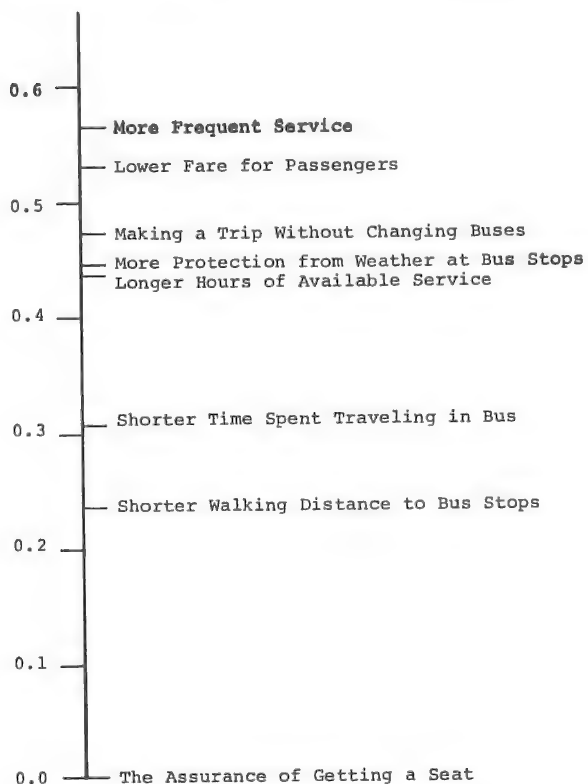 0.6
More Frequent Service
Lower Fare for Passengers
0.5
Making a Trip Without Changing Buses
More Protection from Weather at Bus Stops
Longer Hours of Available Service
0.4
Shorter Time Spent Traveling in Bus
0.3
Shorter Walking Distance to Bus Stops
0.2
0.1
0.0 The Assurance of Getting a Seat